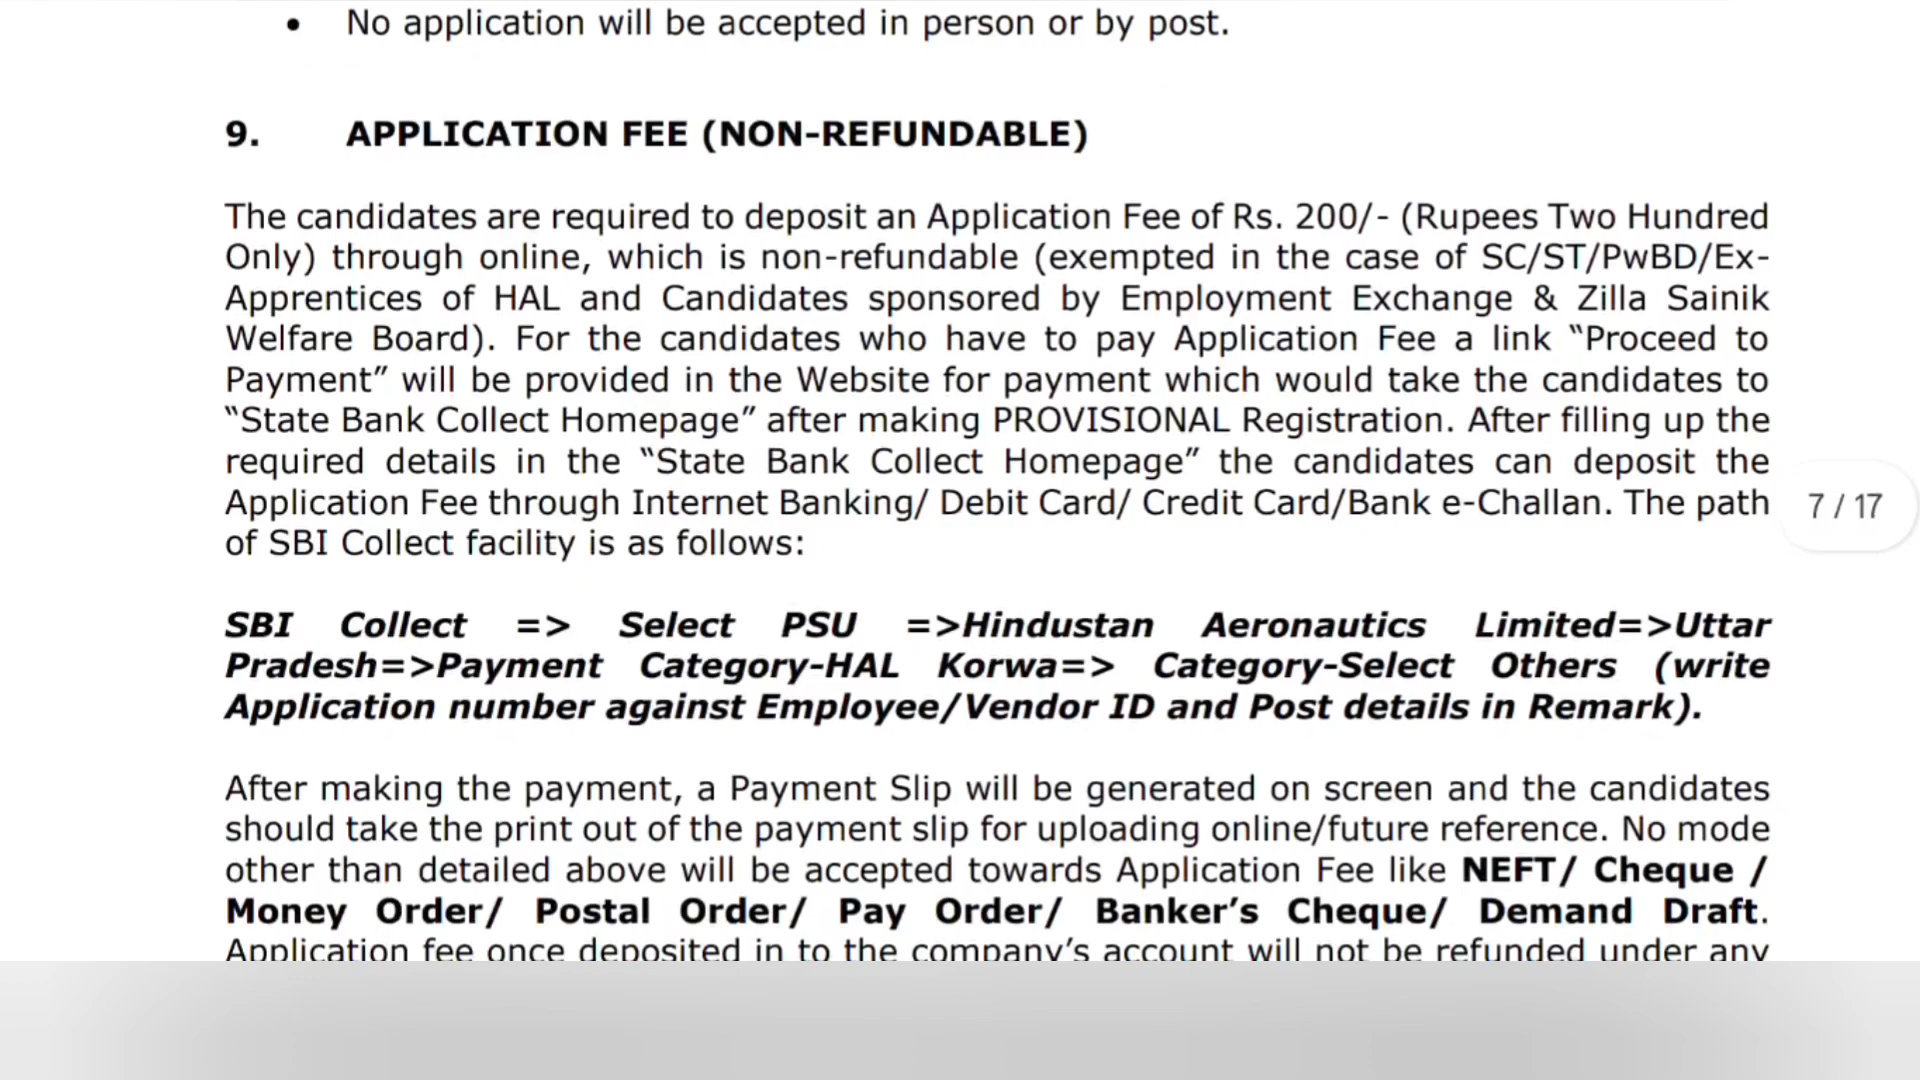 • No application will be accepted in person or by post.
9. APPLICATION FEE (NON-REFUNDABLE)
The candidates are required to deposit an Application Fee of Rs. 200/- (Rupees Two Hundred
Only) through online, which is non-refundable (exempted in the case of SC/ST/PwBD/Ex-
Apprentices of HAL and Candidates sponsored by Employment Exchange & Zilla Sainik
Welfare Board). For the candidates who have to pay Application Fee a link “Proceed to
Payment” will be provided in the Website for payment which would take the candidates to
“State Bank Collect Homepage” after making PROVISIONAL Registration. After filling up the
required details in the “State Bank Collect Homepage” the candidates can deposit the
Application Fee through Internet Banking/ Debit Card/ Credit Card/Bank e-Challan. The path
of SBI Collect facility is as follows:
7 / 17
SBI Collect => Select PSU =>Hindustan Aeronautics Limited=>Uttar
Pradesh=>Payment Category-HAL Korwa=> Category-Select Others (write
Application number against Employee/Vendor ID and Post details in Remark).
After making the payment, a Payment Slip will be generated on screen and the candidates
should take the print out of the payment slip for uploading online/future reference. No mode
other than detailed above will be accepted towards Application Fee like NEFT/ Cheque /
Money Order/ Postal Order/ Pay Order/ Banker’s Cheque/ Demand Draft.
Application fee once deposited in to the company’s account will not be refunded under any